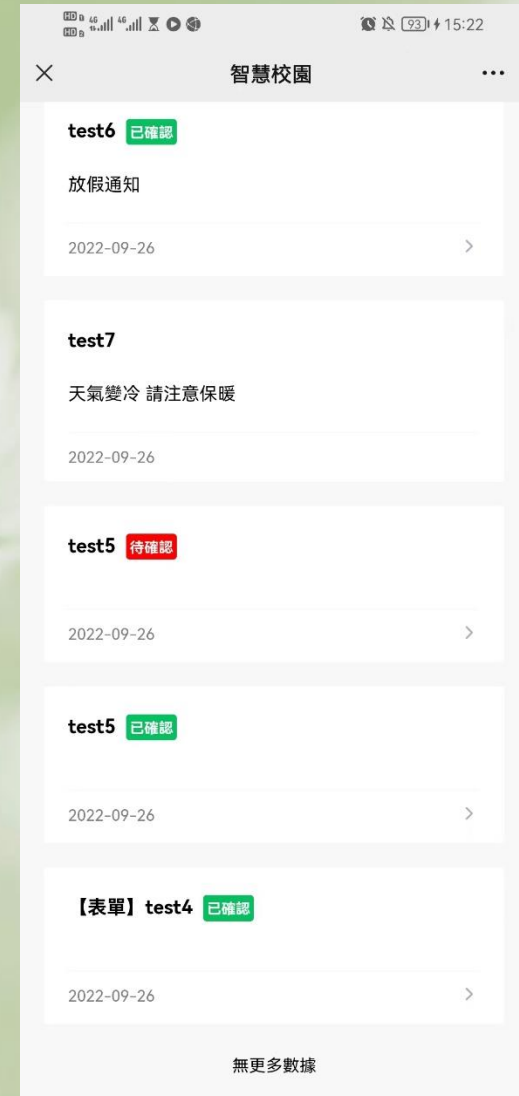 HD 46 46 93 15:22
智慧校園
test6 已確認
放假通知
2022-09-26
test7
天氣變冷 請注意保暖
2022-09-26
test5 待確認
2022-09-26
test5 已確認
2022-09-26
【表單】test4 已確認
2022-09-26
無更多數據